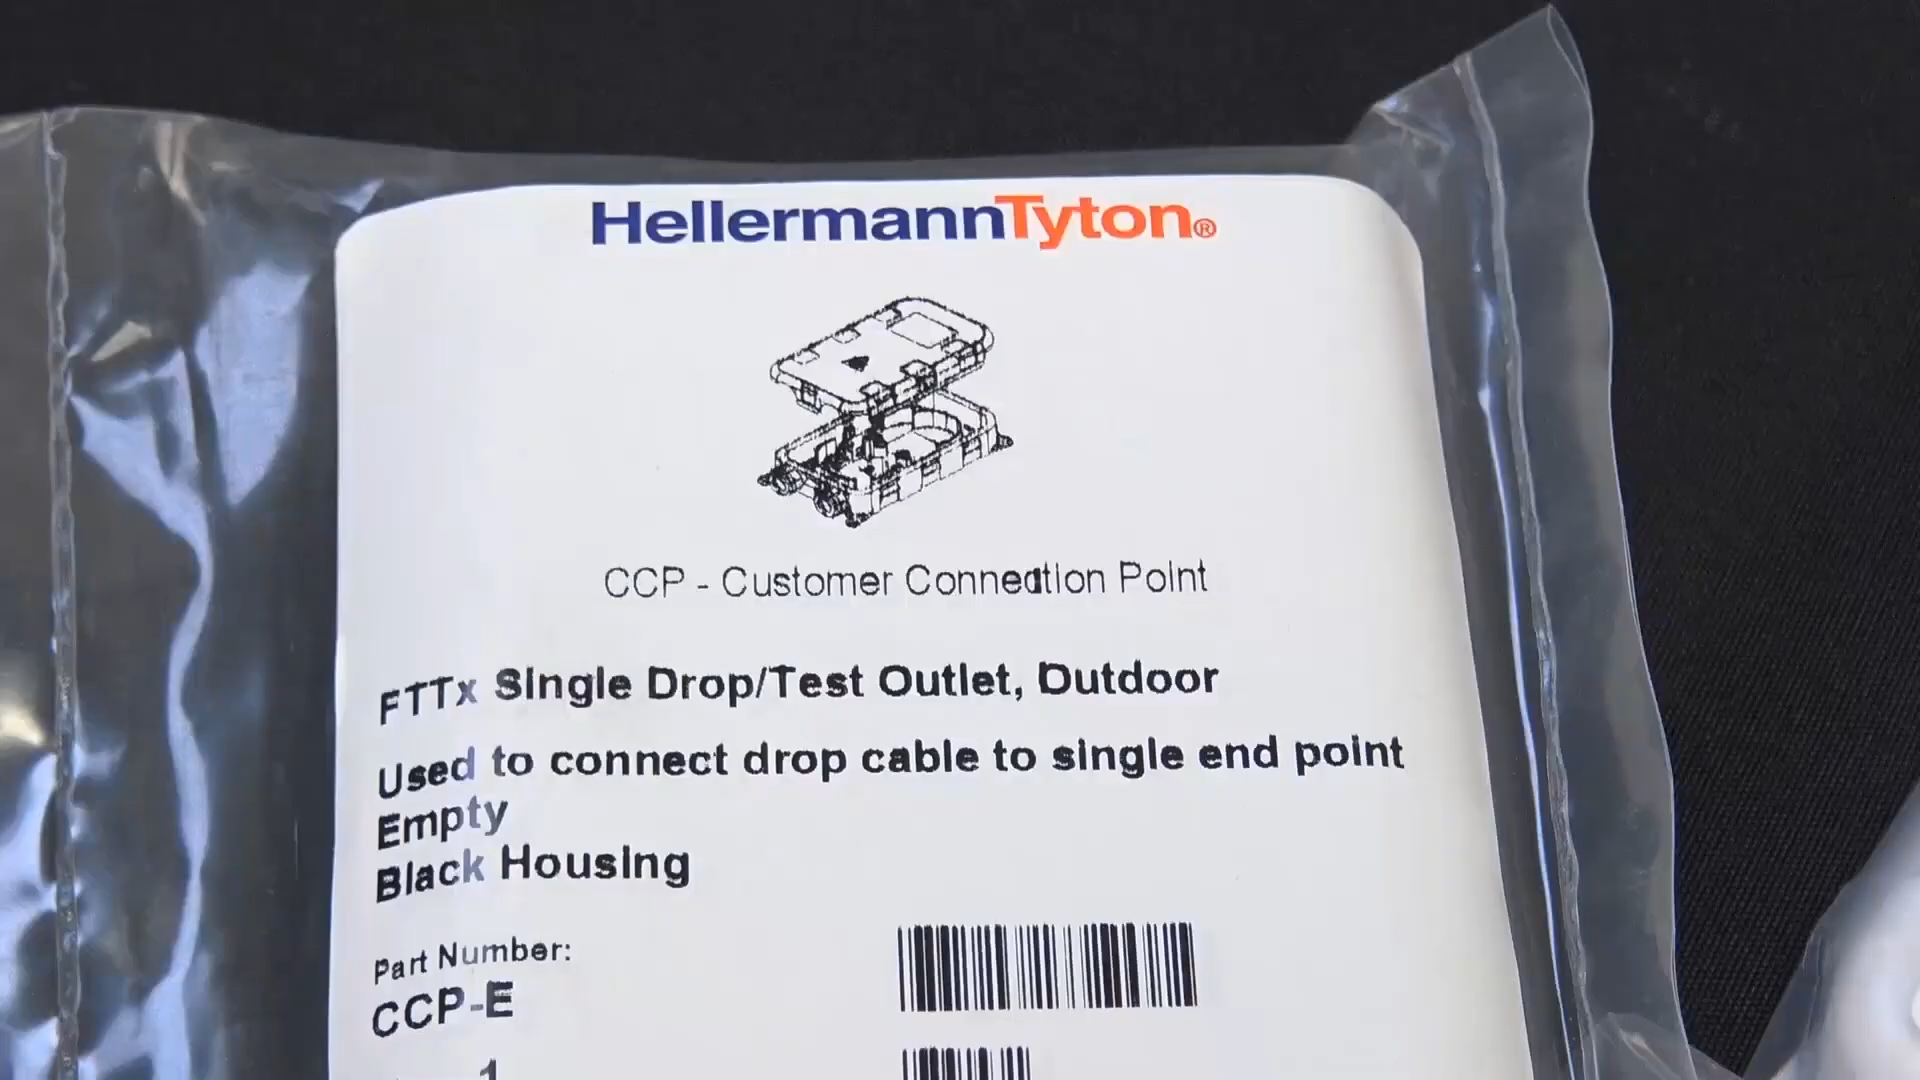 HellermannTyton®
CCP - Customer Connection Point
FTTx Single Drop/Test Outlet, Outdoor
Used to connect drop cable to single end point
Empty
Black Housing
Part Number:
CCP-E
1